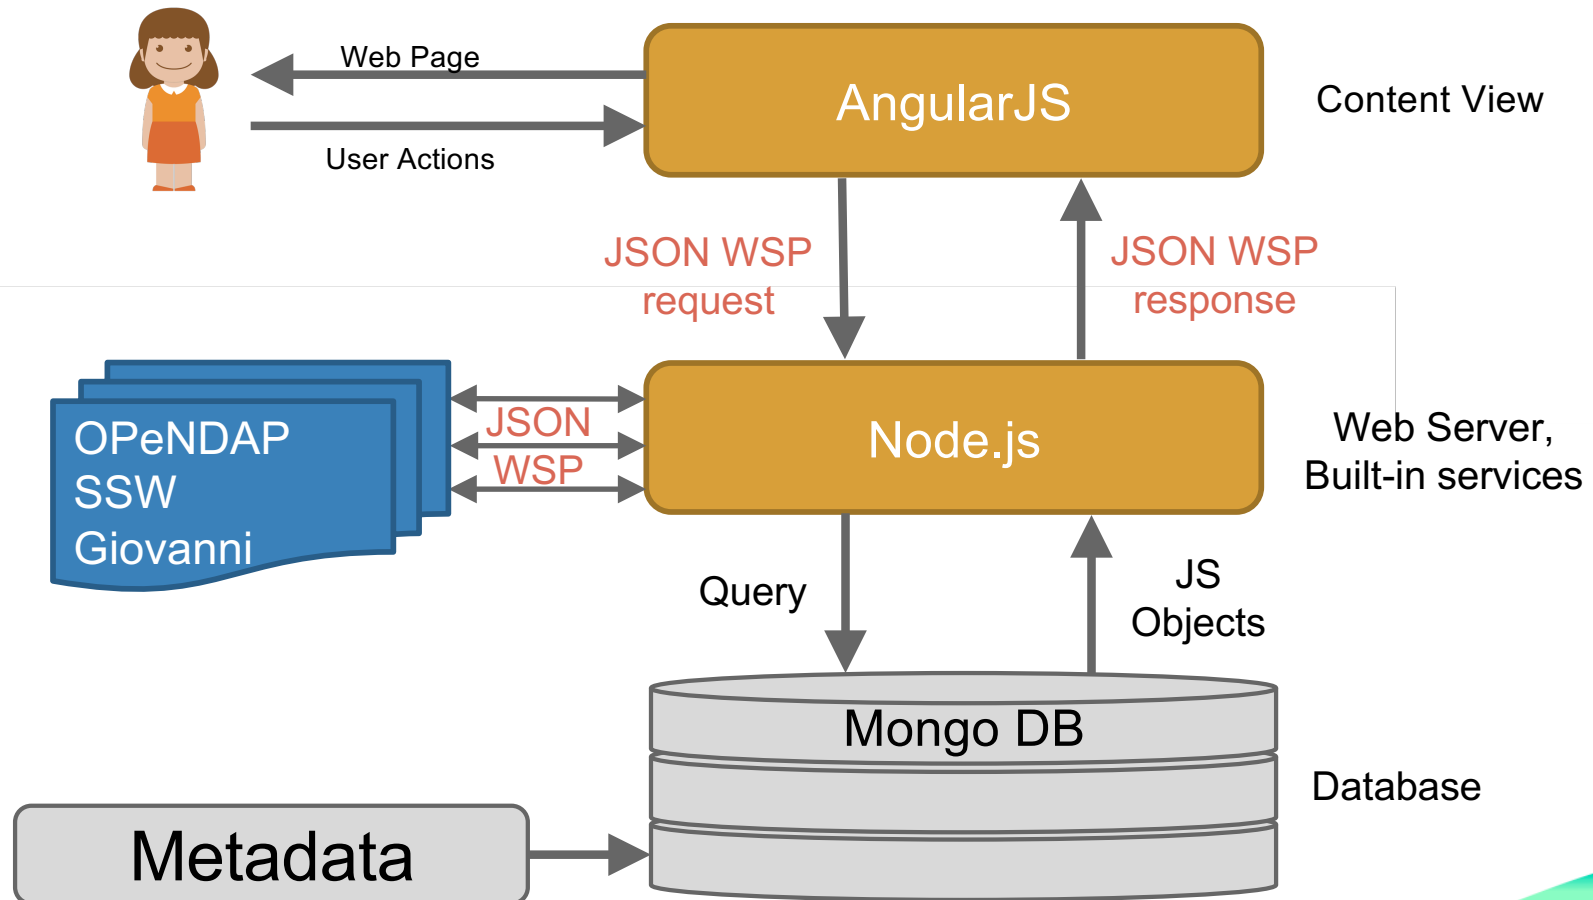 Web Page
AngularJS
Content View
User Actions
JSON WSP
request
JSON WSP
response
OPeNDAP
SSW
Giovanni
JSON
WSP
Node.js
Web Server,
Built-in services
Query
JS
Objects
Mongo DB
Database
Metadata